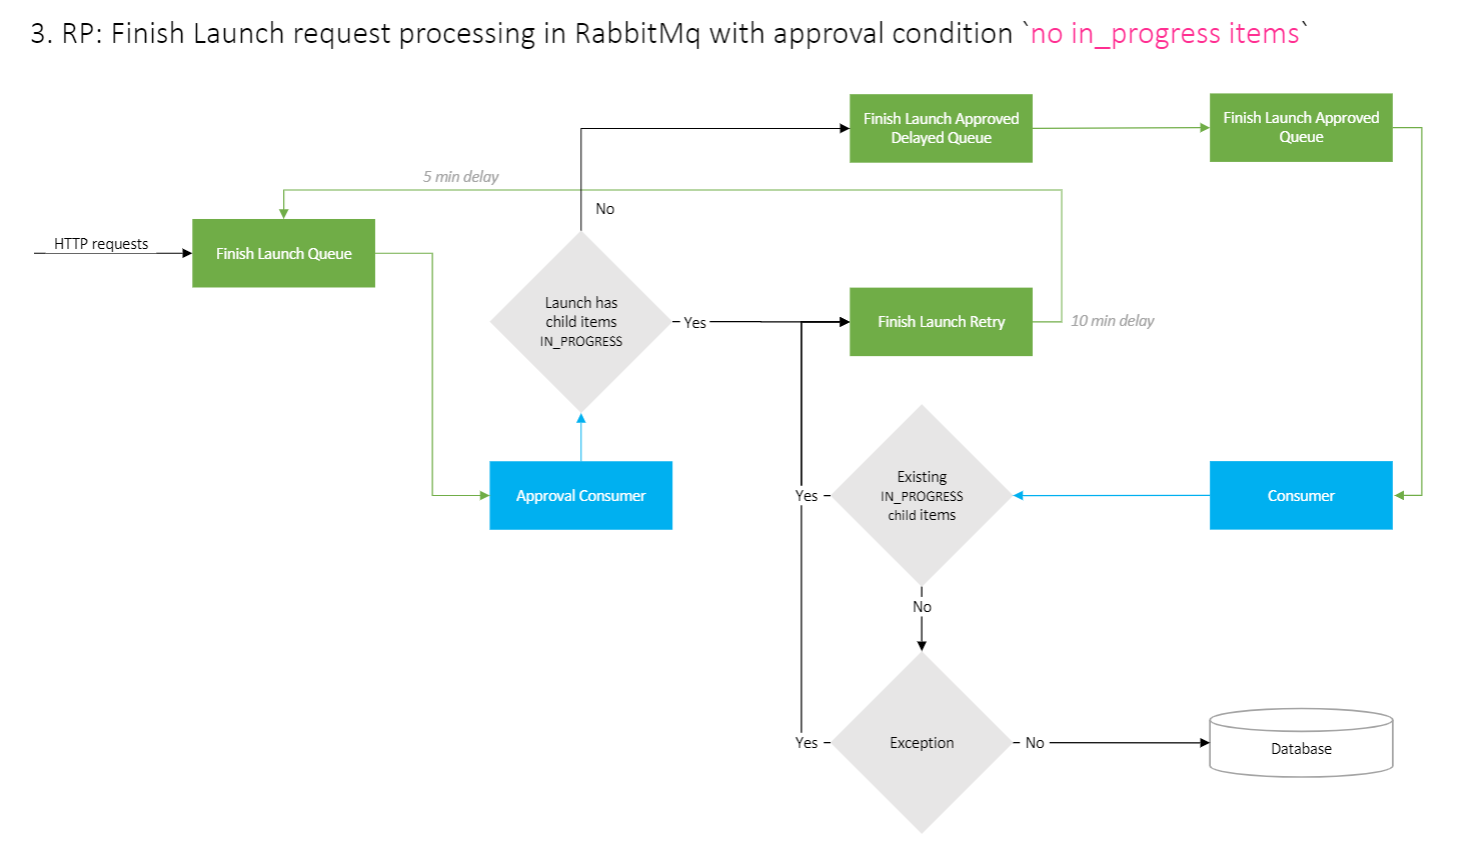 3. RP: Finish Launch request processing in RabbitMq with approval condition `no in_progress items`
Finish Launch Approved
Delayed Queue
Finish Launch Approved
Queue
5 min delay
No
HTTP requests
Finish Launch Queue
Launch has
child items
IN_PROGRESS
Yes
Finish Launch Retry
10 min delay
Approval Consumer
Yes
Existing
IN_PROGRESS
child items
Consumer
No
Yes
Exception
No
Database